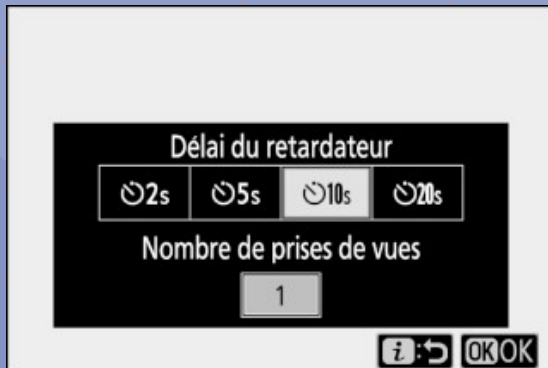 Délai du retardateur
2s 5s 10s 20s
Nombre de prises de vues
1
i: OK OK